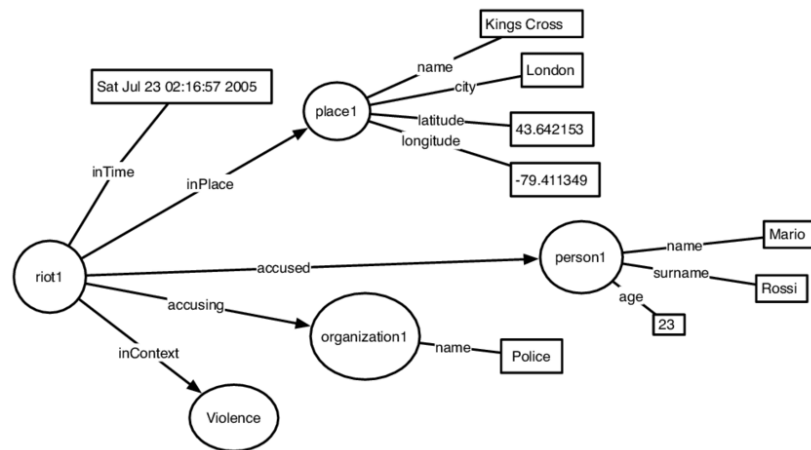 Kings Cross
name
London
city
Sat Jul 23 02:16:57 2005
place1
latitude
43.642153
longitude
-79.411349
inTime
inPlace
Mario
name
person1
accused
riot1
surname
Rossi
age
accusing
23
organization1
name
Police
inContext
Violence